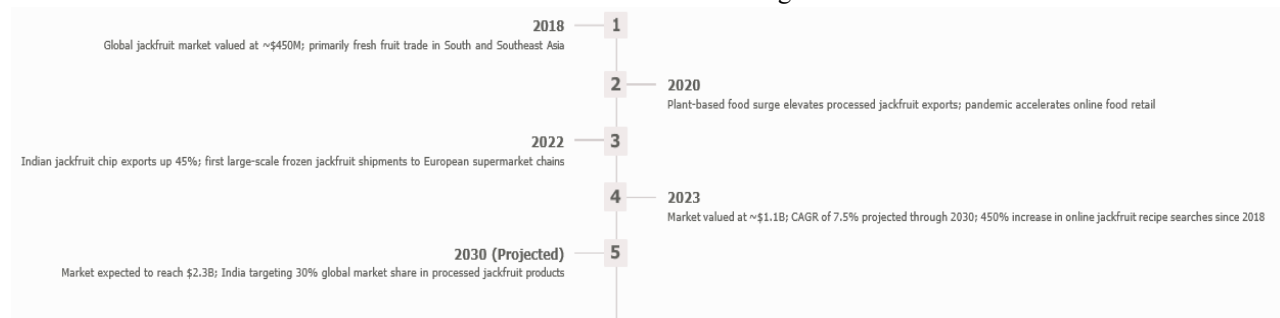 2018
1
Global jackfruit market valued at ~$450M; primarily fresh fruit trade in South and Southeast Asia
2
2020
Plant-based food surge elevates processed jackfruit exports; pandemic accelerates online food retail
2022
3
Indian jackfruit chip exports up 45%; first large-scale frozen jackfruit shipments to European supermarket chains
4
2023
Market valued at ~$1.1B; CAGR of 7.5% projected through 2030; 450% increase in online jackfruit recipe searches since 2018
2030 (Projected)
5
Market expected to reach $2.3B; India targeting 30% global market share in processed jackfruit products